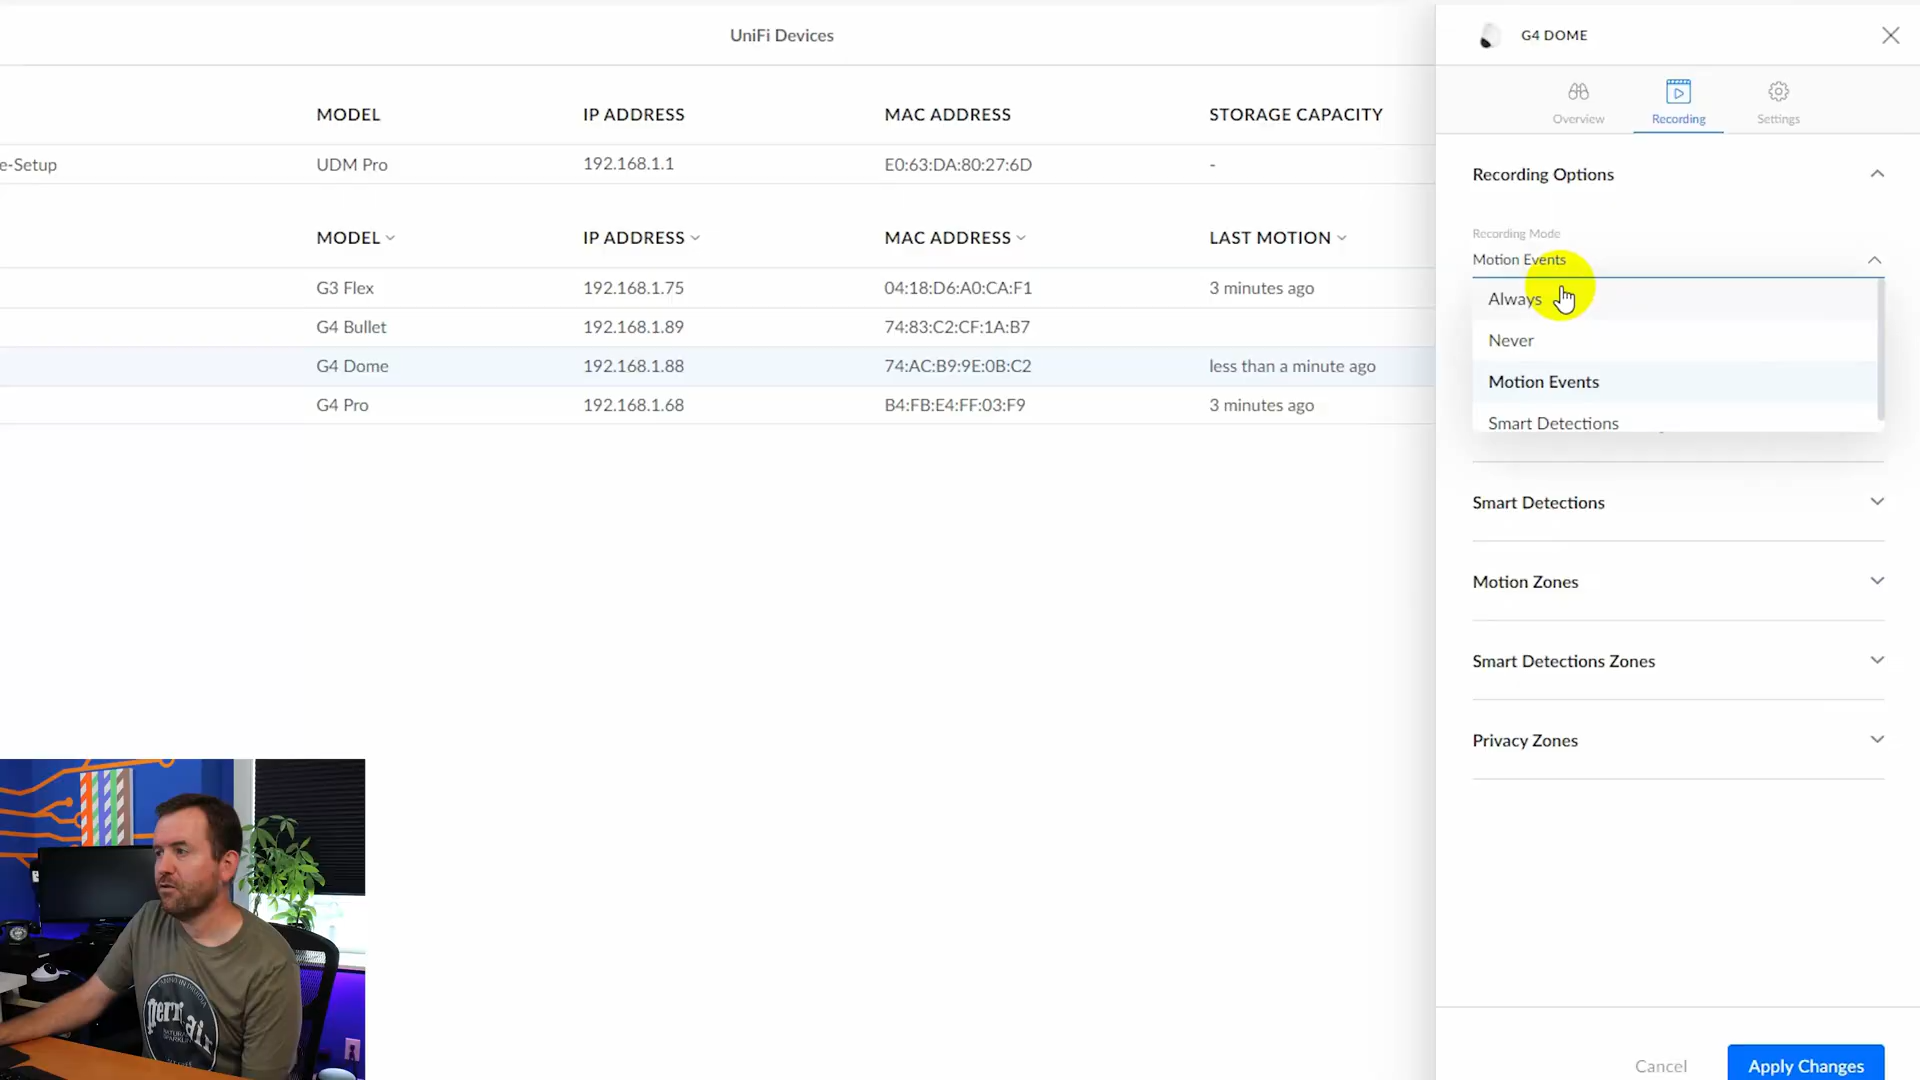 UniFi Devices
G4 DOME
Overview
Recording
Settings
MODEL IP ADDRESS MAC ADDRESS STORAGE CAPACITY
e-Setup UDM Pro 192.168.1.1 E0:63:DA:80:27:6D -
MODEL IP ADDRESS MAC ADDRESS LAST MOTION
G3 Flex 192.168.1.75 04:18:D6:A0:CA:F1 3 minutes ago
G4 Bullet 192.168.1.89 74:83:C2:CF:1A:B7
G4 Dome 192.168.1.88 74:AC:B9:9E:0B:C2 less than a minute ago
G4 Pro 192.168.1.68 B4:FB:E4:FF:03:F9 3 minutes ago
Recording Options
Recording Mode
Motion Events
Always
Never
Motion Events
Smart Detections
Smart Detections
Motion Zones
Smart Detections Zones
Privacy Zones
Cancel
Apply Changes
perri air